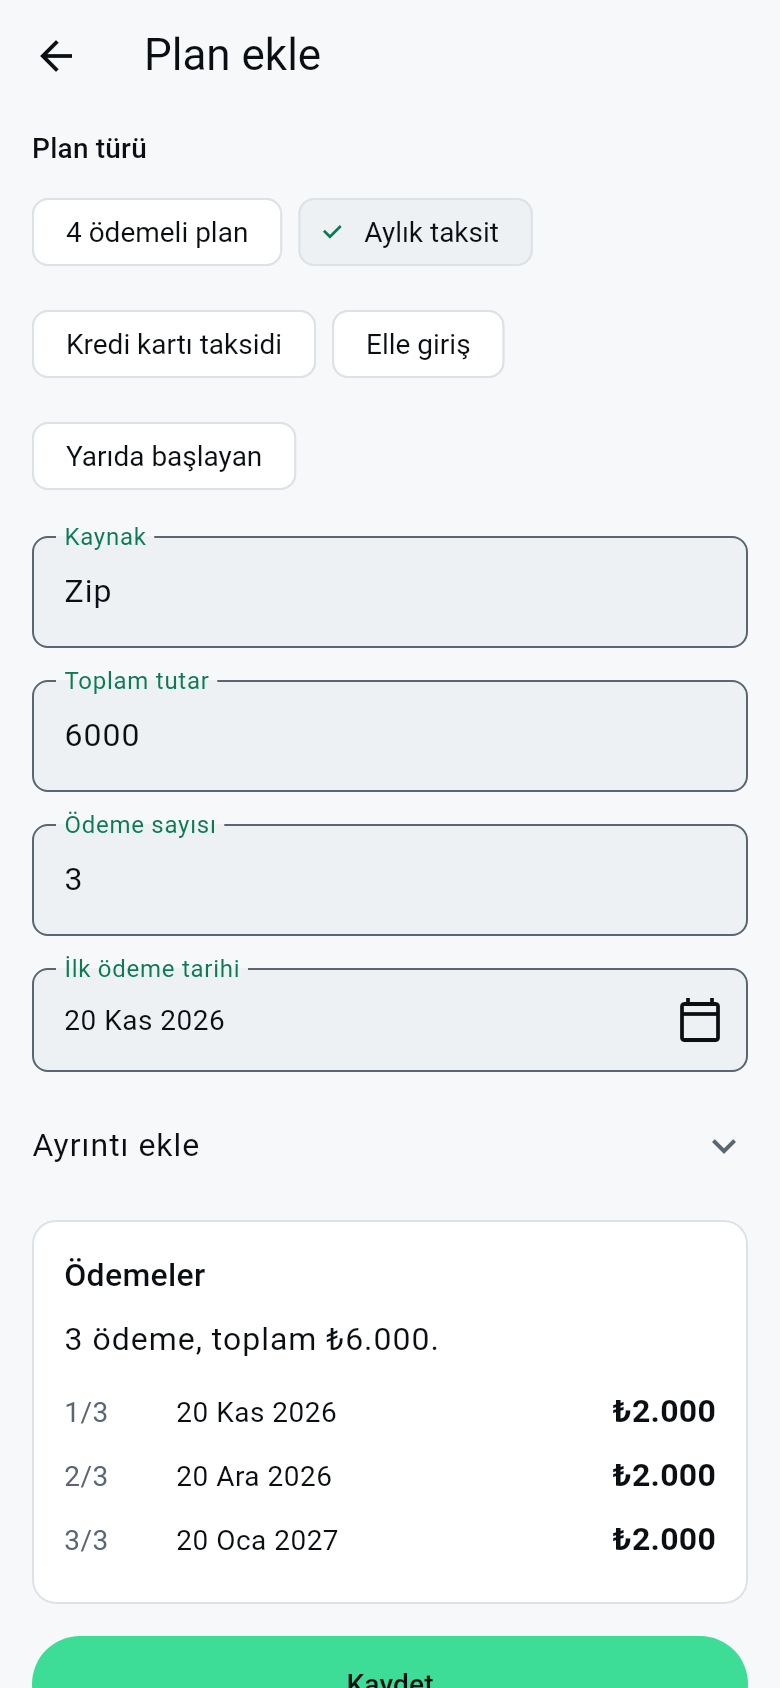 Plan ekle
Plan türü
4 ödemeli plan
Aylık taksit
Kredi kartı taksidi
Elle giriş
Yarıda başlayan
Kaynak
Zip
Toplam tutar
6000
Ödeme sayısı
3
İlk ödeme tarihi
20 Kas 2026
Ayrıntı ekle
Ödemeler
3 ödeme, toplam ₺6.000.
1/3 20 Kas 2026 ₺2.000
2/3 20 Ara 2026 ₺2.000
3/3 20 Oca 2027 ₺2.000
Kaydet